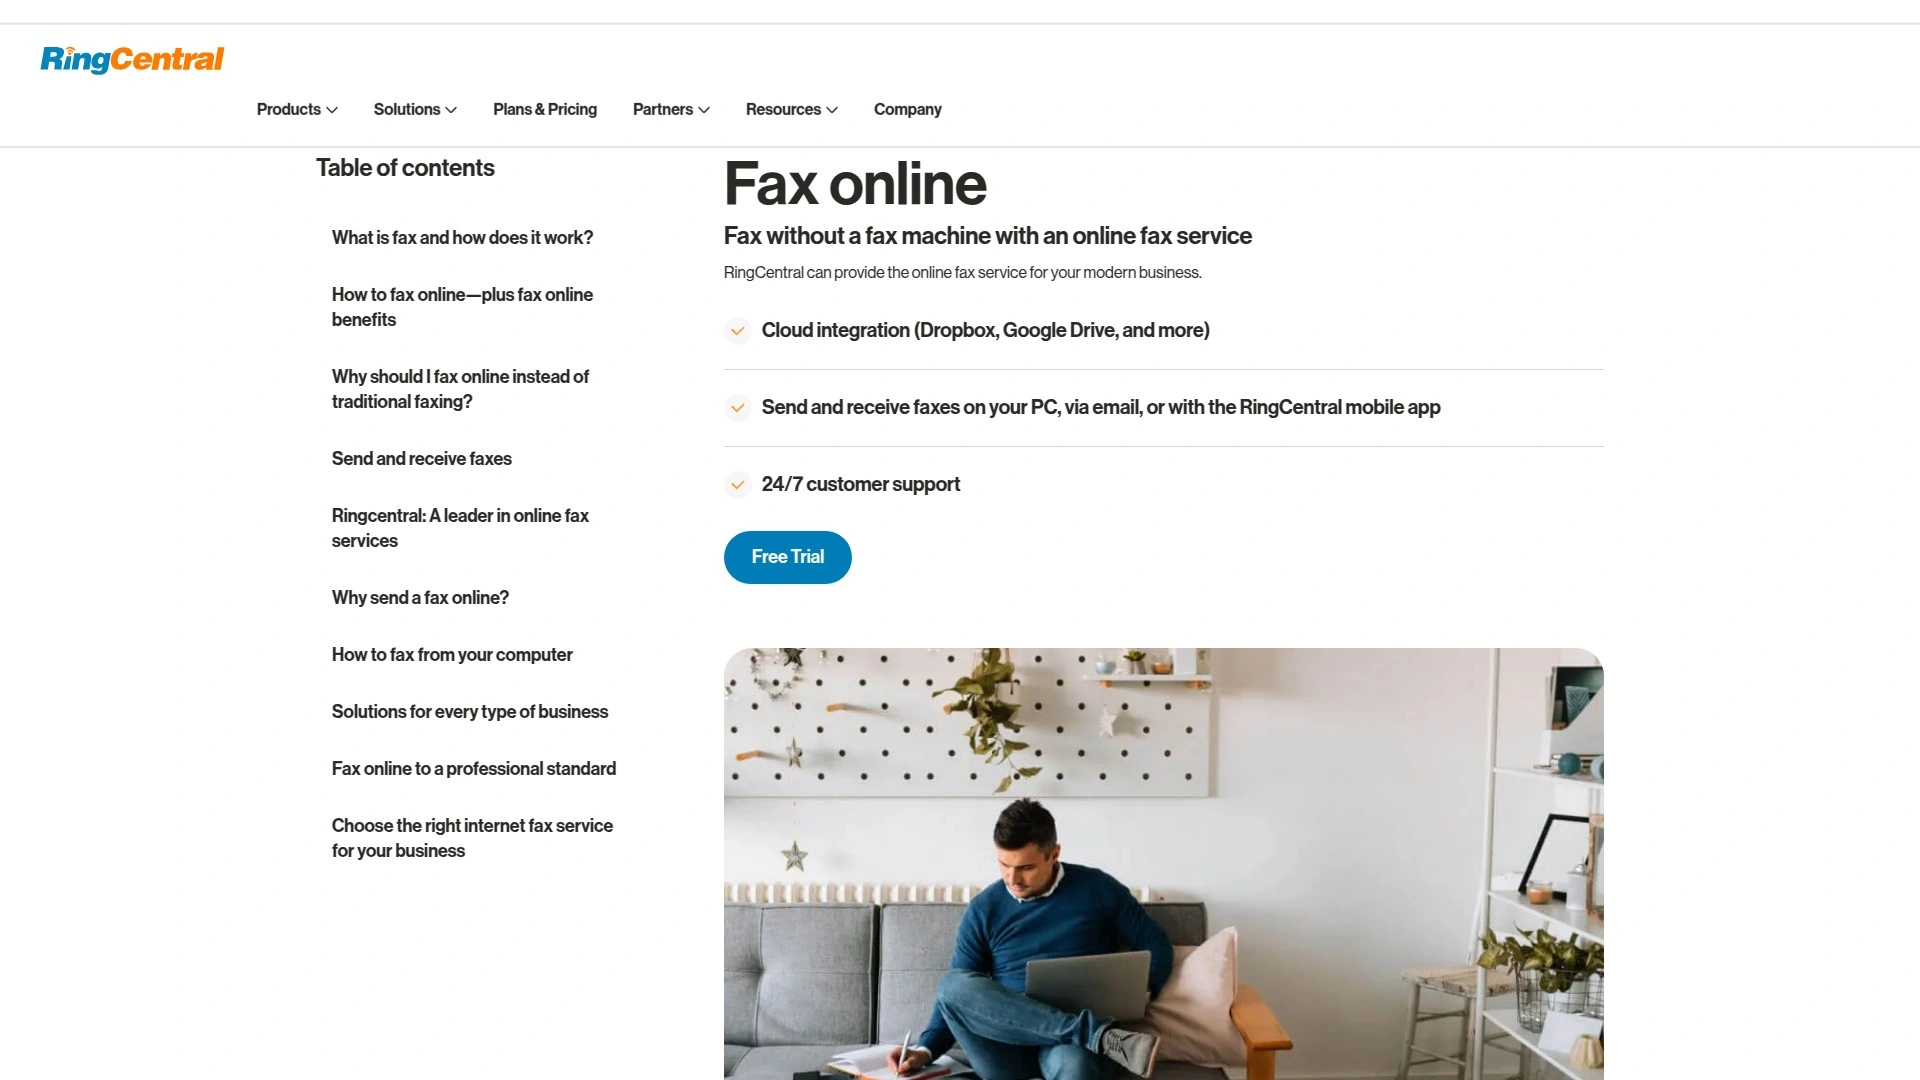 RingCentral
Products
Solutions
Plans & Pricing
Partners
Resources
Company
Table of contents
What is fax and how does it work?
How to fax online—plus fax online
benefits
Why should I fax online instead of
traditional faxing?
Send and receive faxes
Ringcentral: A leader in online fax
services
Why send a fax online?
How to fax from your computer
Solutions for every type of business
Fax online to a professional standard
Choose the right internet fax service
for your business
Fax online
Fax without a fax machine with an online fax service
RingCentral can provide the online fax service for your modern business.
Cloud integration (Dropbox, Google Drive, and more)
Send and receive faxes on your PC, via email, or with the RingCentral mobile app
24/7 customer support
Free Trial